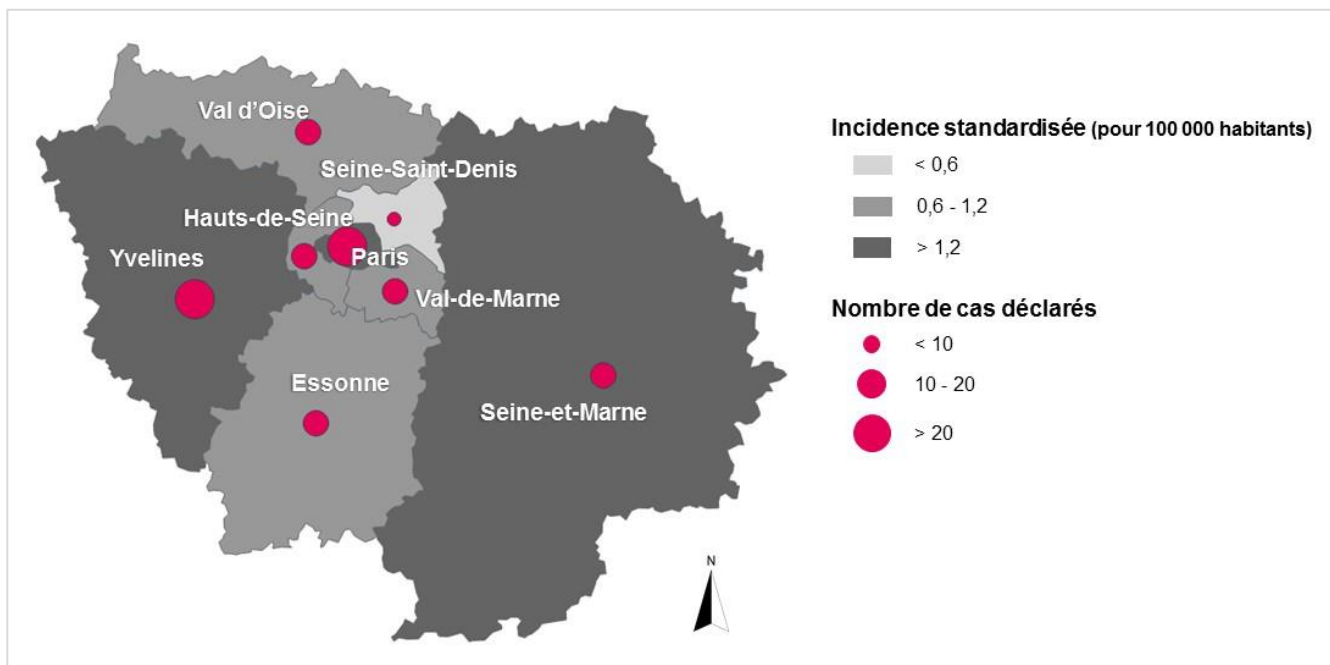 Val d'Oise
Seine-Saint-Denis
Hauts-de-Seine
Yvelines
Paris
Val-de-Marne
Essonne
Seine-et-Marne
N
Incidence standardisée (pour 100 000 habitants)
< 0,6
0,6 - 1,2
> 1,2
Nombre de cas déclarés
< 10
10 - 20
> 20